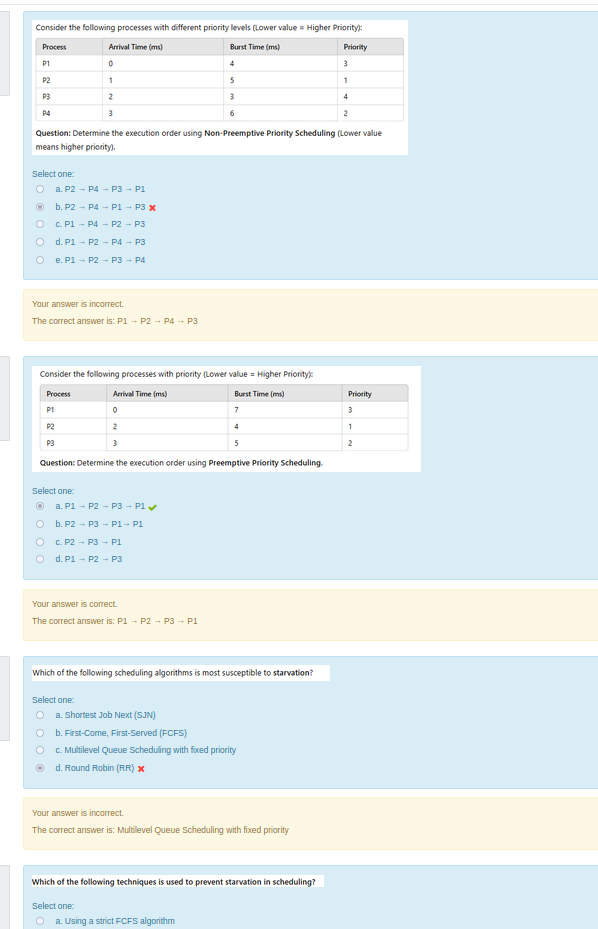 Consider the following processes with different priority levels (Lower value = Higher Priority):
Process Arrival Time (ms) Burst Time (ms) Priority
P1 0 4 3
P2 1 5 1
P3 2 3 4
P4 3 6 2
Question: Determine the execution order using Non-Preemptive Priority Scheduling (Lower value
means higher priority).
Select one:
a. P2 → P4 → P3 → P1
b. P2 → P4 → P1 → P3
c. P1 → P4 → P2 → P3
d. P1 → P2 → P4 → P3
e. P1 → P2 → P3 → P4
Your answer is incorrect.
The correct answer is: P1 → P2 → P4 → P3
Consider the following processes with priority (Lower value = Higher Priority):
Process Arrival Time (ms) Burst Time (ms) Priority
P1 0 7 3
P2 2 4 1
P3 3 5 2
Question: Determine the execution order using Preemptive Priority Scheduling.
Select one:
a. P1 → P2 → P3 → P1
b. P2 → P3 → P1→ P1
c. P2 → P3 → P1
d. P1 → P2 → P3
Your answer is correct.
The correct answer is: P1 → P2 → P3 → P1
Which of the following scheduling algorithms is most susceptible to starvation?
Select one:
a. Shortest Job Next (SJN)
b. First-Come, First-Served (FCFS)
c. Multilevel Queue Scheduling with fixed priority
d. Round Robin (RR)
Your answer is incorrect.
The correct answer is: Multilevel Queue Scheduling with fixed priority
Which of the following techniques is used to prevent starvation in scheduling?
Select one:
a. Using a strict FCFS algorithm